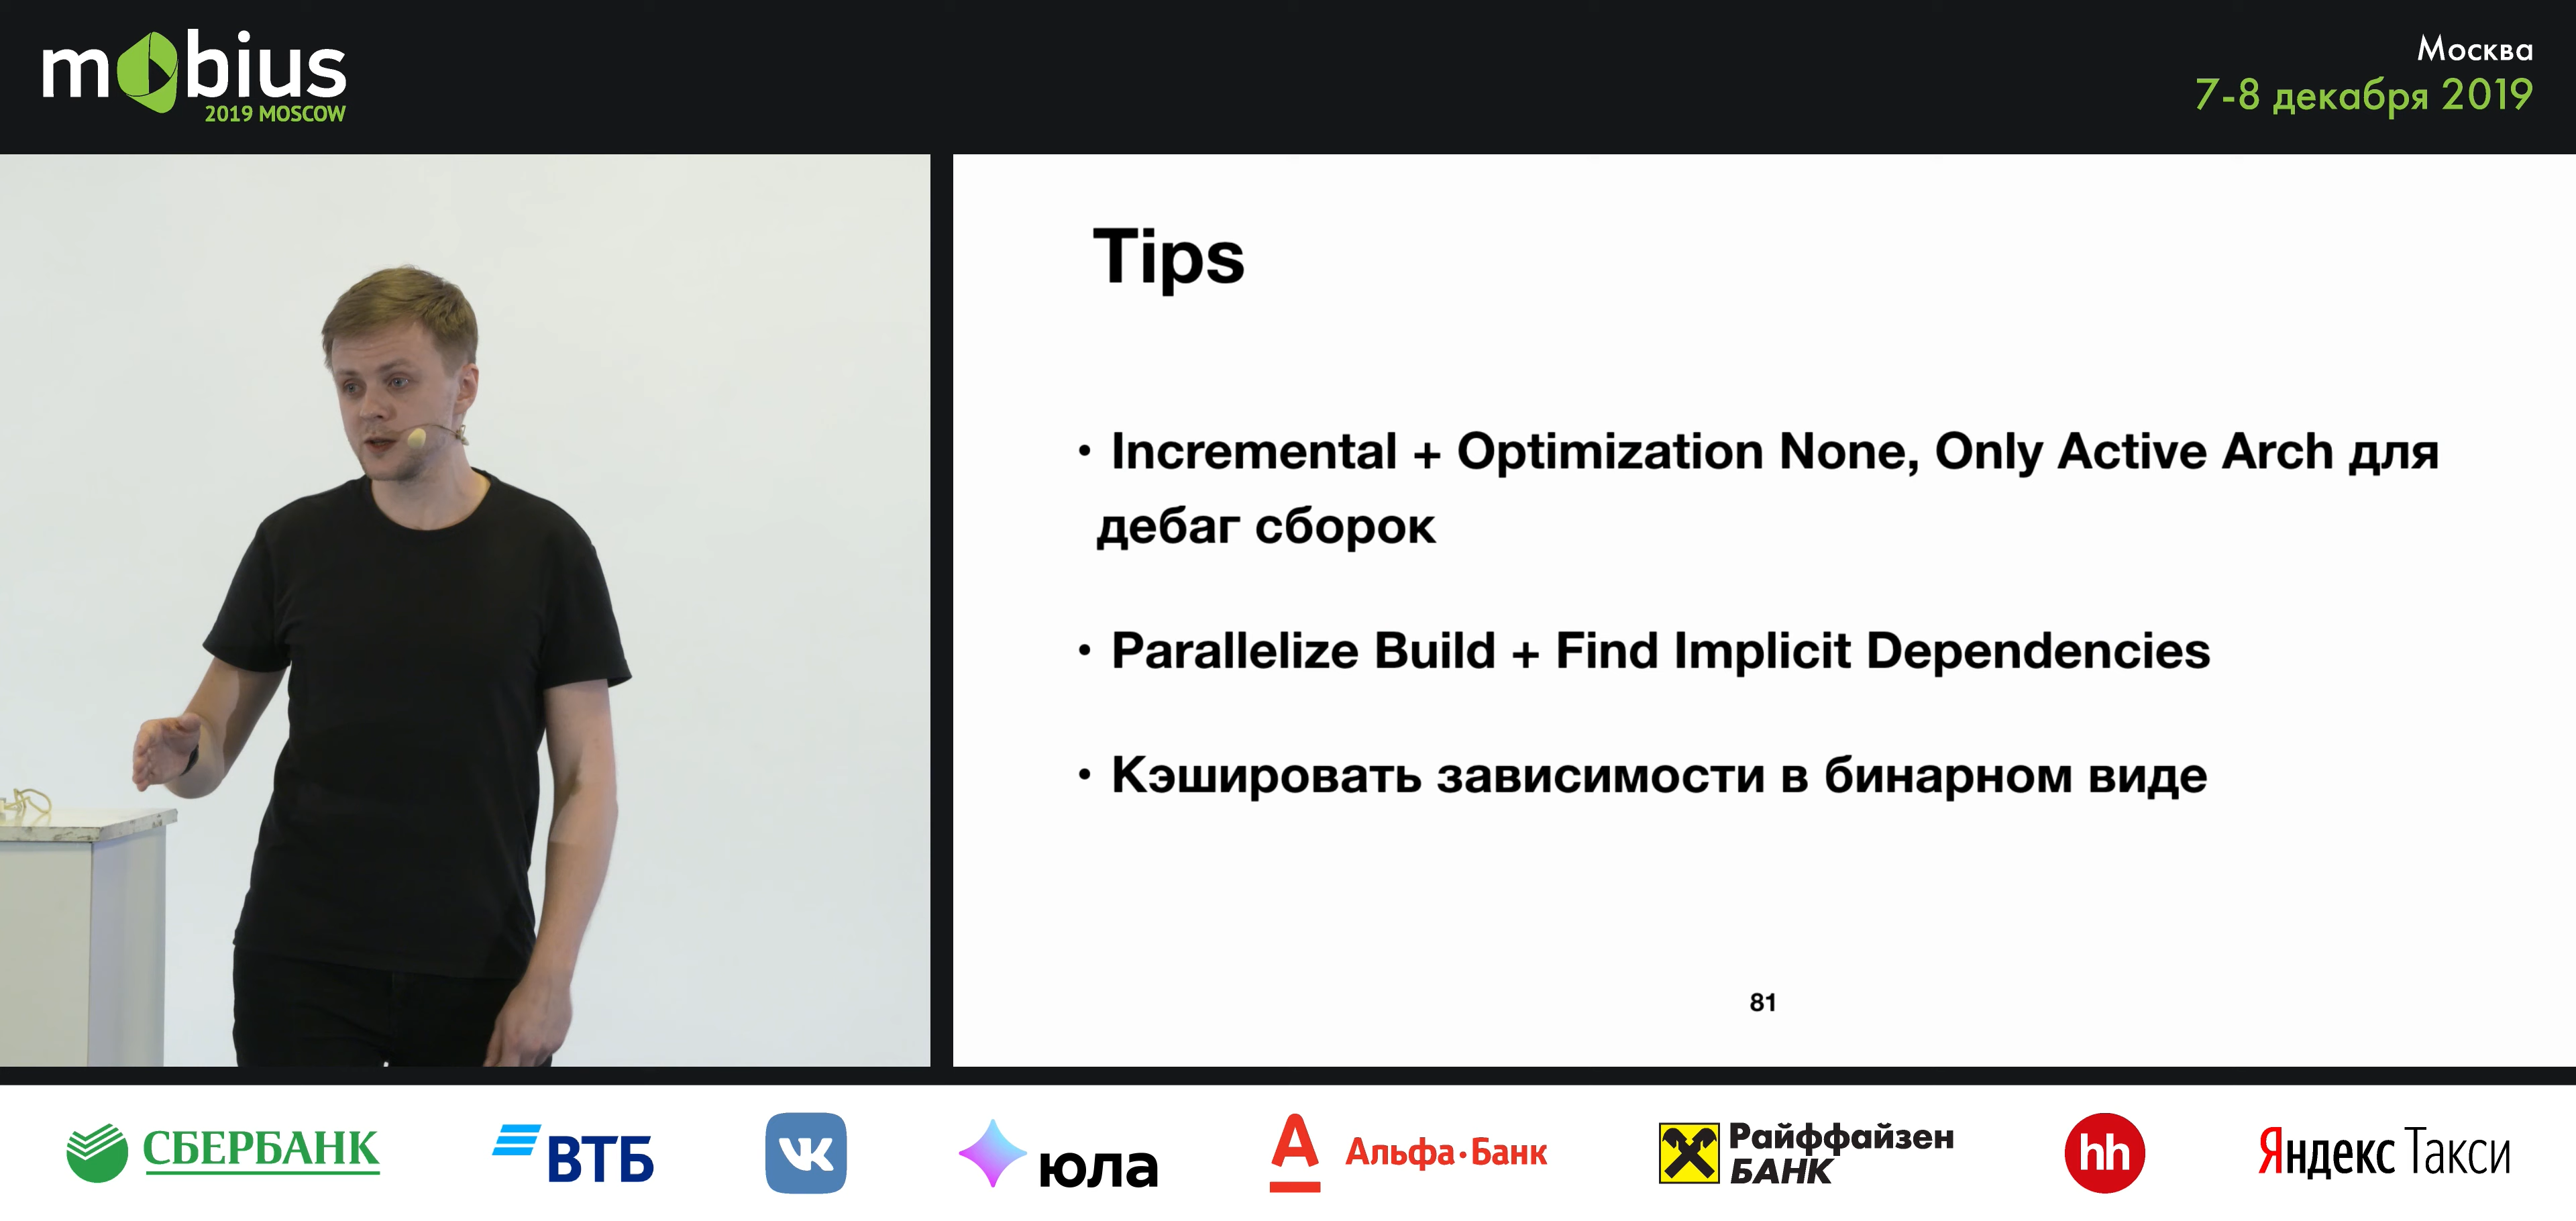 mobius
2019 MOSCOW
Москва
7-8 декабря 2019
Tips
• Incremental + Optimization None, Only Active Arch для
дебаг сборок
• Parallelize Build + Find Implicit Dependencies
• Кэшировать зависимости в бинарном виде
81
СБЕРБАНК
ВТБ
VK
юла
А
Альфа·Банк
Райффайзен
БАНК
hh
Яндекс Такси